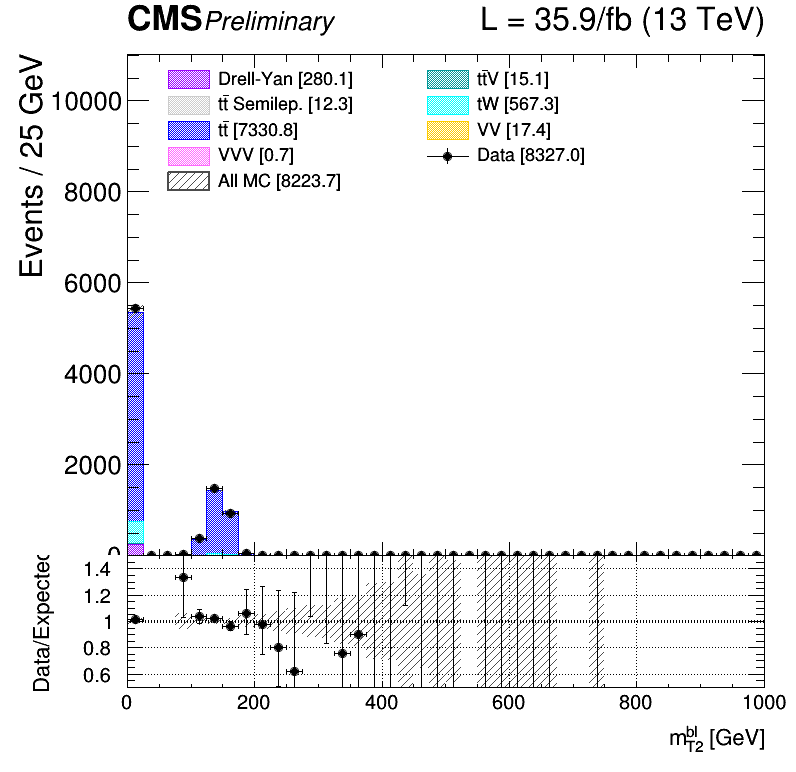 CMS Preliminary L = 35.9/fb (13 TeV)
Events / 25 GeV
10000
8000
6000
4000
2000
0
Drell-Yan [280.1]
tt̄ Semilep. [12.3]
tt̄ [7330.8]
VVV [0.7]
All MC [8223.7]
tt̄V [15.1]
tW [567.3]
VV [17.4]
Data [8327.0]
Data/Expected
1.4
1.2
1
0.8
0.6
0 200 400 600 800 1000
m_{T2}^{bl} [GeV]